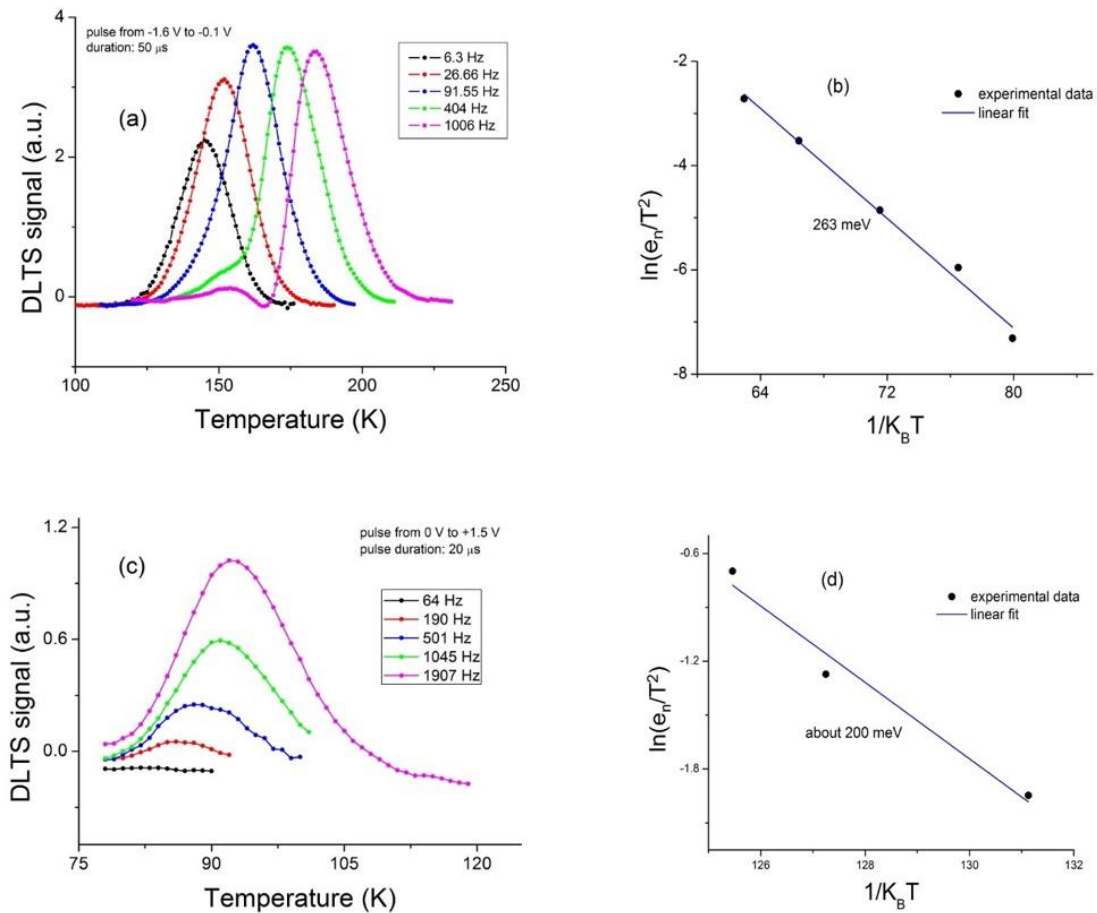 pulse from -1.6 V to -0.1 V
duration: 50 μs
6.3 Hz
26.66 Hz
91.55 Hz
404 Hz
1006 Hz
(a)
DLTS signal (a.u.)
4
2
0
100
150
200
250
Temperature (K)
(b)
experimental data
linear fit
263 meV
ln(eₙ/T²)
-2
-4
-6
-8
64
72
80
1/K_BT
(c)
pulse from 0 V to +1.5 V
pulse duration: 20 μs
64 Hz
190 Hz
501 Hz
1045 Hz
1907 Hz
DLTS signal (a.u.)
1.2
0.6
0.0
75
90
105
120
Temperature (K)
(d)
experimental data
linear fit
about 200 meV
ln(eₙ/T²)
-0.6
-1.2
-1.8
126
128
130
132
1/K_BT